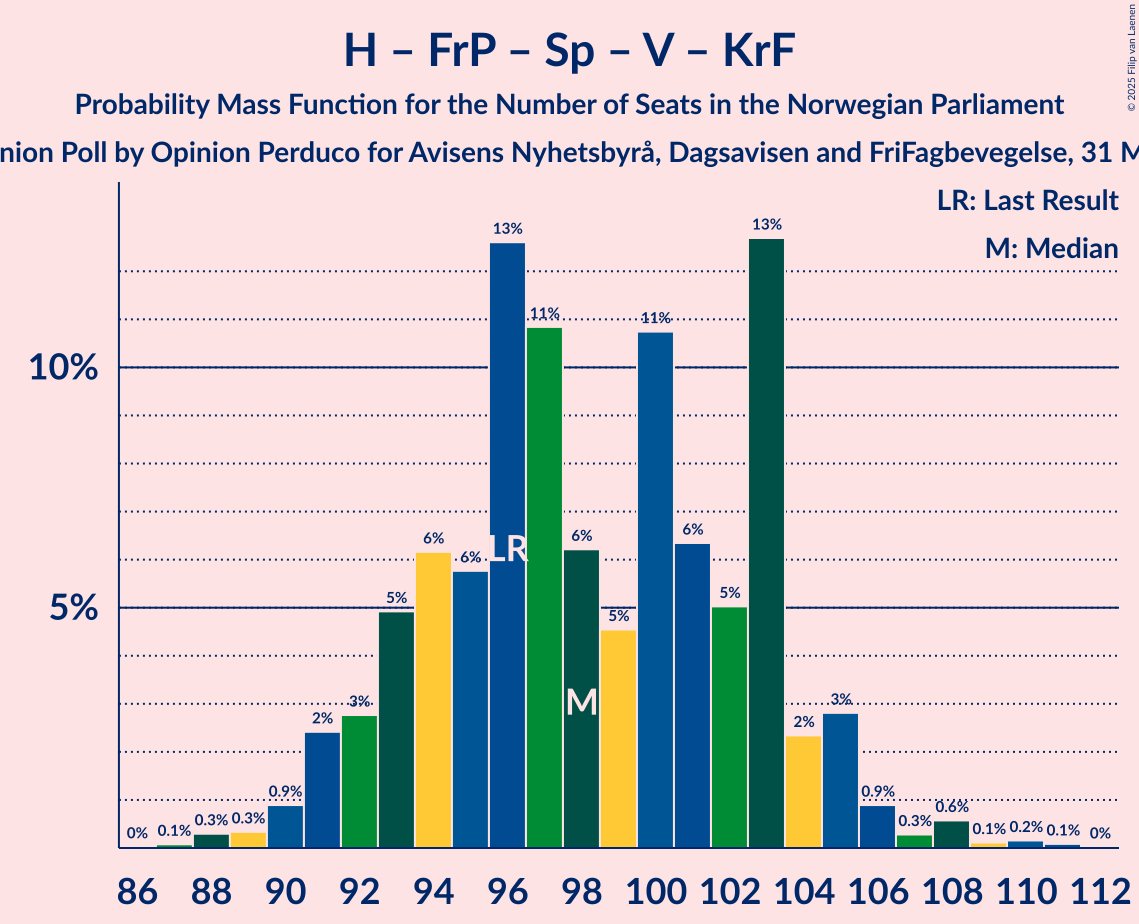 H – FrP – Sp – V – KrF
Probability Mass Function for the Number of Seats in the Norwegian Parliament
nion Poll by Opinion Perduco for Avisens Nyhetsbyrå, Dagsavisen and FriFagbevegelse, 31 M
© 2025 Filip van Laenen
LR: Last Result
M: Median
10%
5%
0% 0.1% 0.3% 0.3% 0.9% 2% 3% 5% 6% 6% 13% 11% 6% 5% 11% 6% 5% 13% 2% 3% 0.9% 0.3% 0.6% 0.1% 0.2% 0.1% 0%
LR
M
86 88 90 92 94 96 98 100 102 104 106 108 110 112